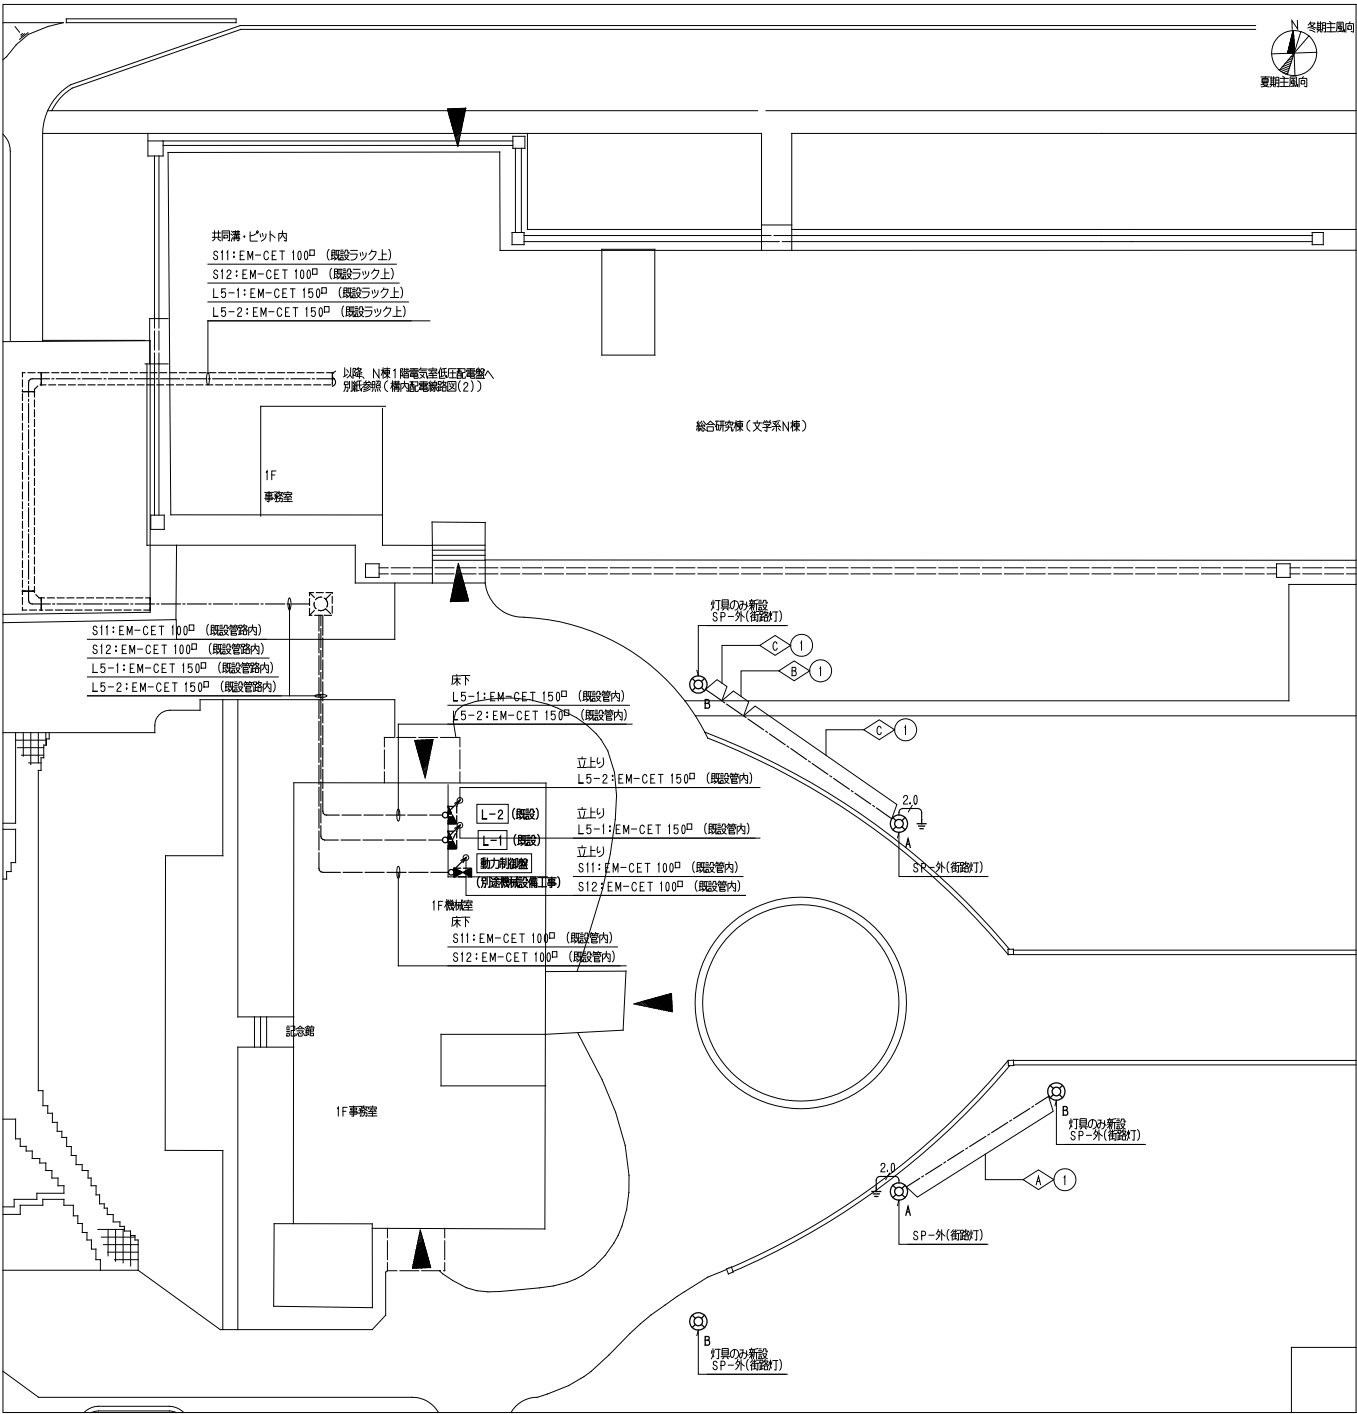 N
冬期主風向
夏期主風向
共同溝・ピット内
S11:EM-CET 100□ (既設ラック上)
S12:EM-CET 100□ (既設ラック上)
L5-1:EM-CET 150□ (既設ラック上)
L5-2:EM-CET 150□ (既設ラック上)
以降、N棟1階電気室低圧配電盤へ
別紙参照(構内配電線路図(2))
総合研究棟(文学系N棟)
1F
事務室
S11:EM-CET 100□ (既設管路内)
S12:EM-CET 100□ (既設管路内)
L5-1:EM-CET 150□ (既設管路内)
L5-2:EM-CET 150□ (既設管路内)
灯具のみ新設
SP-外(街路灯)
C 1
B 1
B
床下
L5-1:EM-CET 150□ (既設管内)
L5-2:EM-CET 150□ (既設管内)
C 1
立上り
L5-2:EM-CET 150□ (既設管内)
2.0
A
SP-外(街路灯)
L-2 (既設)
立上り
L5-1:EM-CET 150□ (既設管内)
L-1 (既設)
立上り
S11:EM-CET 100□ (既設管内)
S12:EM-CET 100□ (既設管内)
動力制御盤
(別途機械設備工事)
1F機械室
床下
S11:EM-CET 100□ (既設管内)
S12:EM-CET 100□ (既設管内)
記念館
1F事務室
B
灯具のみ新設
SP-外(街路灯)
2.0
A 1
A
SP-外(街路灯)
B
灯具のみ新設
SP-外(街路灯)